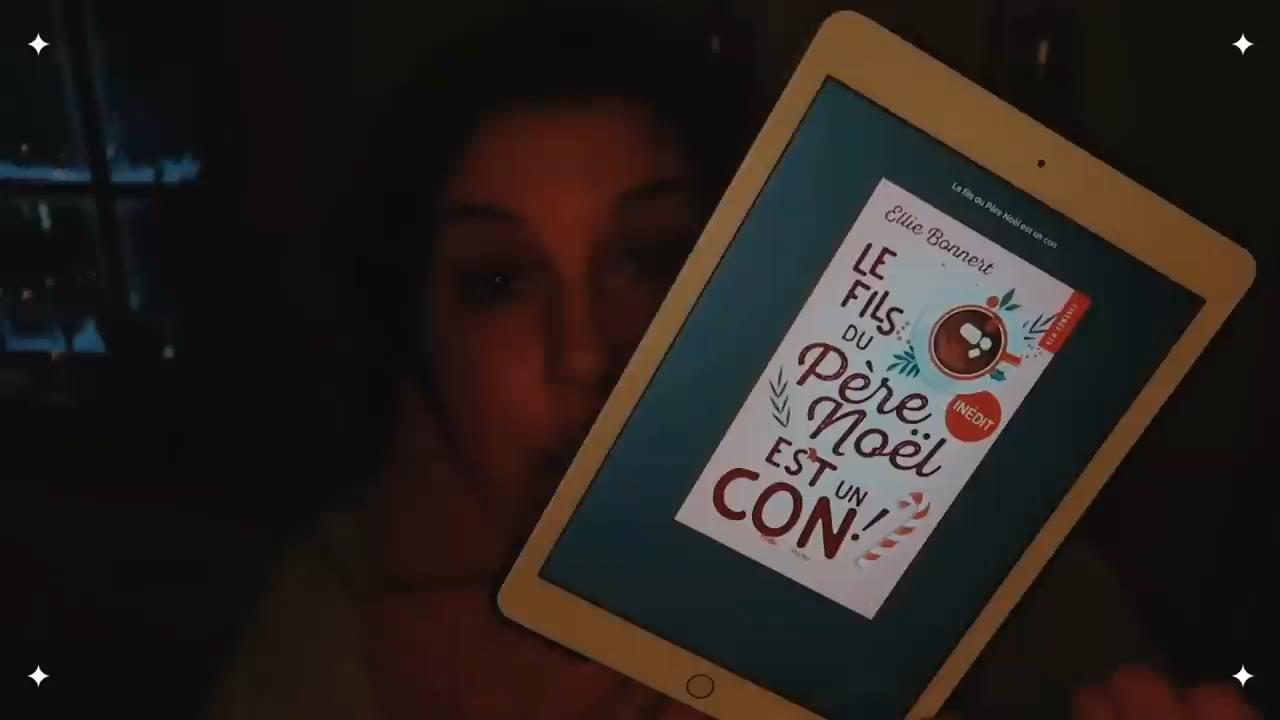 Le fils du Père Noël est un con
Ellie Bonnert
LE
FILS
DU
Père
Noël
INÉDIT
EST UN
CON!